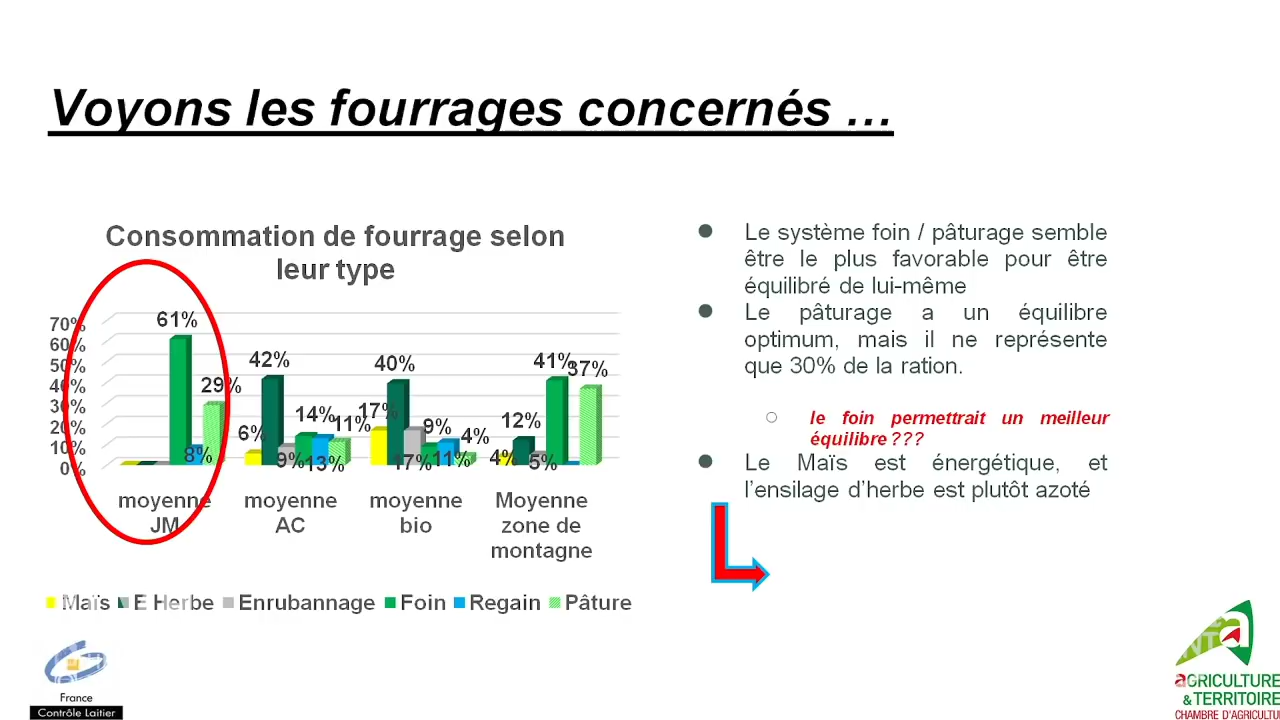 Voyons les fourrages concernés ...
Consommation de fourrage selon
leur type
70%
60%
50%
40%
30%
20%
10%
0%
61%
8%
29%
6%
42%
9%
14%
13%
11%
17%
40%
17%
9%
11%
4%
4%
12%
5%
41%
37%
moyenne
JM
moyenne
AC
moyenne
bio
Moyenne
zone de
montagne
Maïs
E Herbe
Enrubannage
Foin
Regain
Pâture
Le système foin / pâturage semble
être le plus favorable pour être
équilibré de lui-même
Le pâturage a un équilibre
optimum, mais il ne représente
que 30% de la ration.
le foin permettrait un meilleur
équilibre ???
Le Maïs est énergétique, et
l'ensilage d'herbe est plutôt azoté
France
Contrôle Laitier
aGRICULTURE
& TERRITOIRE
CHAMBRE D'AGRICULTU